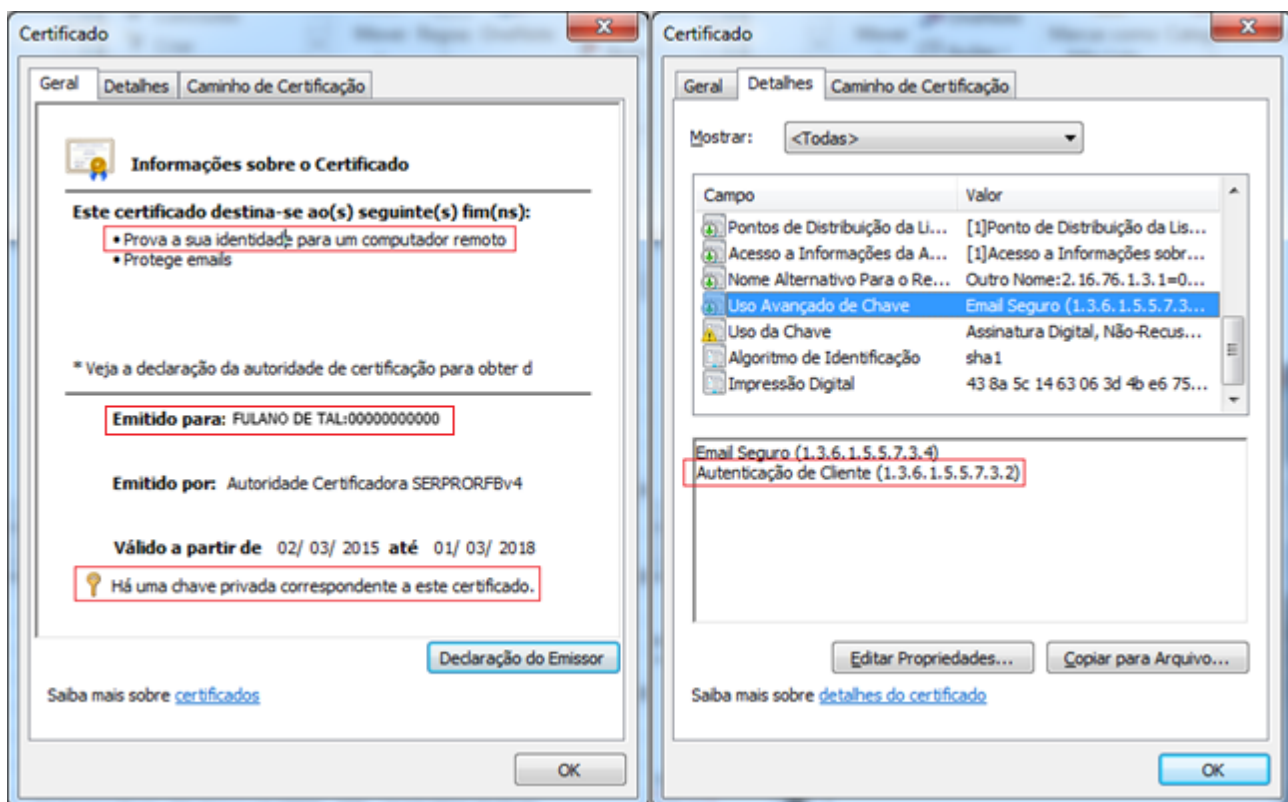 Certificado
Geral
Detalhes
Caminho de Certificação
Informações sobre o Certificado
Este certificado destina-se ao(s) seguinte(s) fim(ns):
• Prova a sua identidade para um computador remoto
• Protege emails
* Veja a declaração da autoridade de certificação para obter d
Emitido para: FULANO DE TAL:00000000000
Emitido por: Autoridade Certificadora SERPRORFBv4
Válido a partir de 02/ 03/ 2015 até 01/ 03/ 2018
Há uma chave privada correspondente a este certificado.
Declaração do Emissor
Saiba mais sobre certificados
OK
Certificado
Geral
Detalhes
Caminho de Certificação
Mostrar: <Todas>
Campo Valor
Pontos de Distribuição da Li... [1]Ponto de Distribuição da Lis...
Acesso a Informações da A... [1]Acesso a Informações sobr...
Nome Alternativo Para o Re... Outro Nome:2.16.76.1.3.1=0...
Uso Avançado de Chave Email Seguro (1.3.6.1.5.5.7.3...
Uso da Chave Assinatura Digital, Não-Recus...
Algoritmo de Identificação sha1
Impressão Digital 43 8a 5c 14 63 06 3d 4b e6 75...
Email Seguro (1.3.6.1.5.5.7.3.4)
Autenticação de Cliente (1.3.6.1.5.5.7.3.2)
Editar Propriedades...
Copiar para Arquivo...
Saiba mais sobre detalhes do certificado
OK